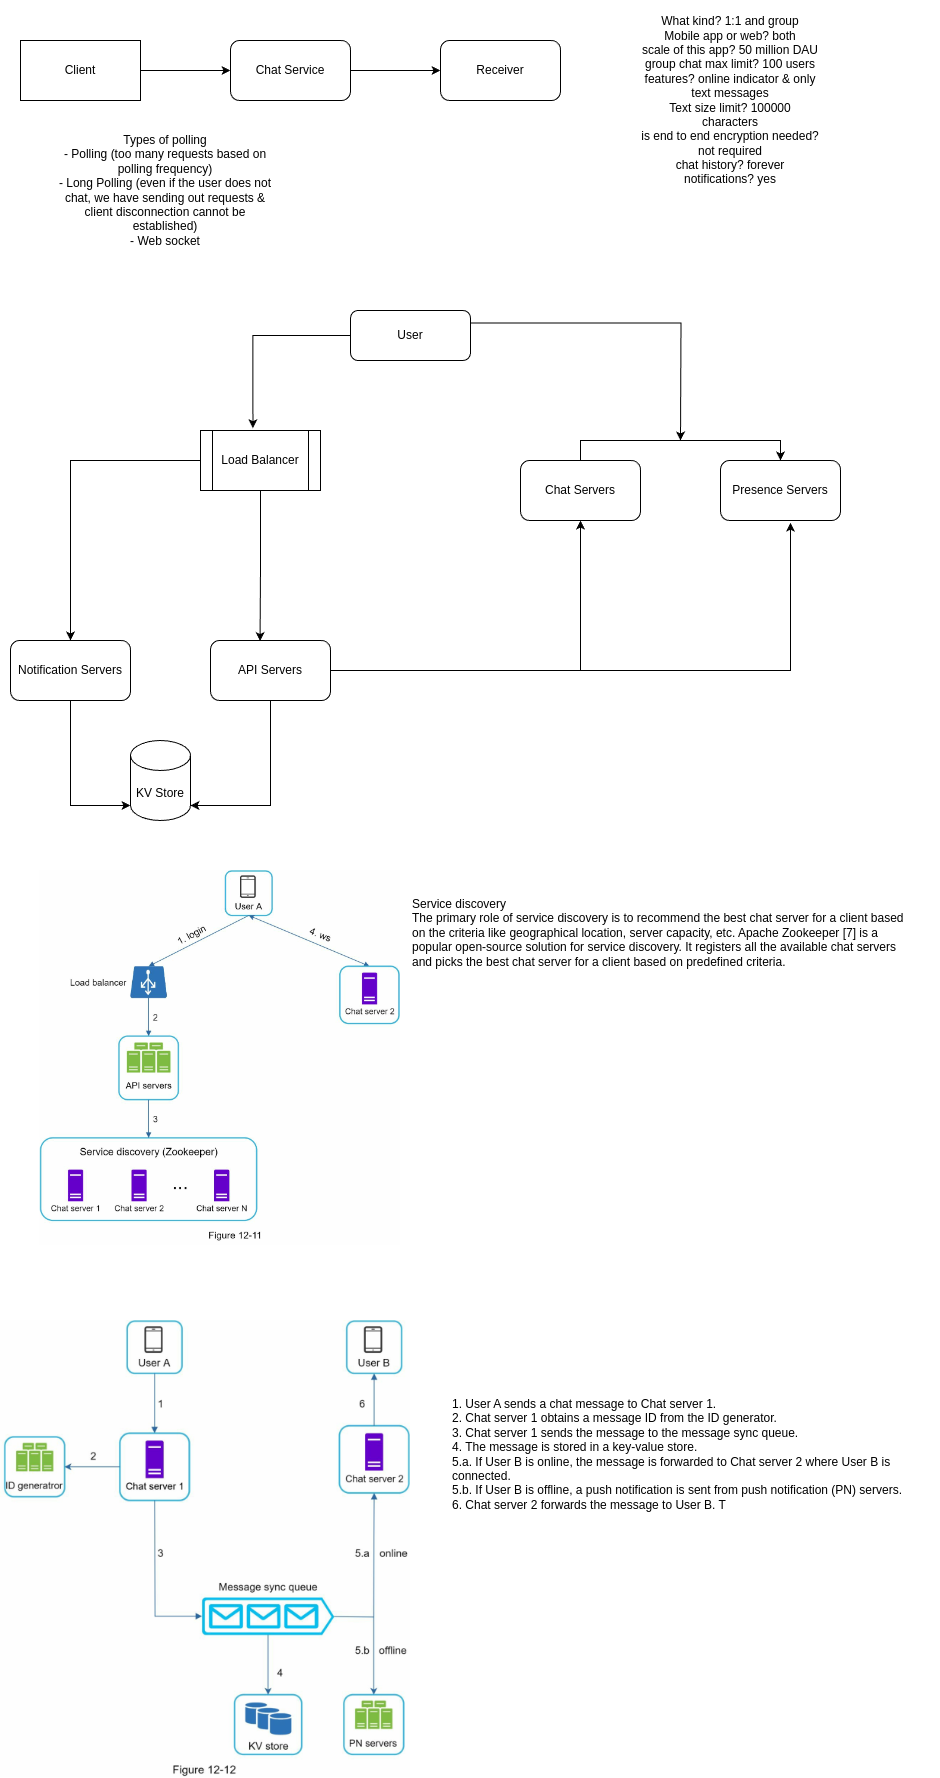 Client
Chat Service
Receiver
What kind? 1:1 and group
Mobile app or web? both
scale of this app? 50 million DAU
group chat max limit? 100 users
features? online indicator & only
text messages
Text size limit? 100000
characters
is end to end encryption needed?
not required
chat history? forever
notifications? yes
Types of polling
- Polling (too many requests based on
polling frequency)
- Long Polling (even if the user does not
chat, we have sending out requests &
client disconnection cannot be
established)
- Web socket
User
Load Balancer
Chat Servers
Presence Servers
Notification Servers
API Servers
KV Store
User A
1. login
4. ws
Load balancer
Chat server 2
2
API servers
3
Service discovery (Zookeeper)
Chat server 1
Chat server 2
...
Chat server N
Figure 12-11
Service discovery
The primary role of service discovery is to recommend the best chat server for a client based
on the criteria like geographical location, server capacity, etc. Apache Zookeeper [7] is a
popular open-source solution for service discovery. It registers all the available chat servers
and picks the best chat server for a client based on predefined criteria.
User A
User B
1
6
2
ID generatror
Chat server 1
Chat server 2
3
5.a online
Message sync queue
5.b offline
4
KV store
PN servers
Figure 12-12
1. User A sends a chat message to Chat server 1.
2. Chat server 1 obtains a message ID from the ID generator.
3. Chat server 1 sends the message to the message sync queue.
4. The message is stored in a key-value store.
5.a. If User B is online, the message is forwarded to Chat server 2 where User B is
connected.
5.b. If User B is offline, a push notification is sent from push notification (PN) servers.
6. Chat server 2 forwards the message to User B. T